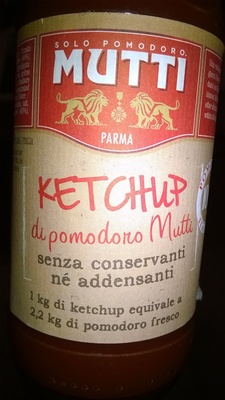 SOLO POMODORO.
MUTTI
PARMA
KETCHUP
di pomodoro Mutti
senza conservanti
né addensanti
1 kg di ketchup equivale a
2,2 kg di pomodoro fresco